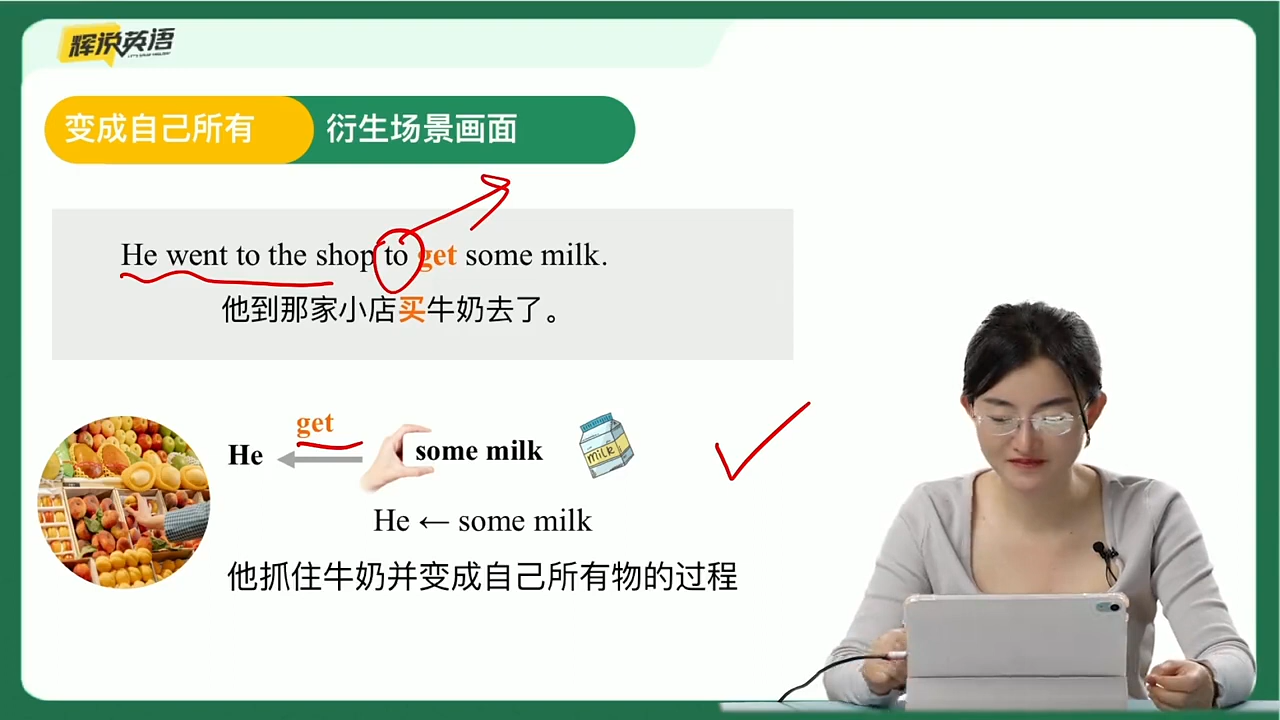 辉说英语
变成自己所有 衍生场景画面
He went to the shop to get some milk.
他到那家小店买牛奶去了。
get
He some milk
milk
He ← some milk
他抓住牛奶并变成自己所有物的过程